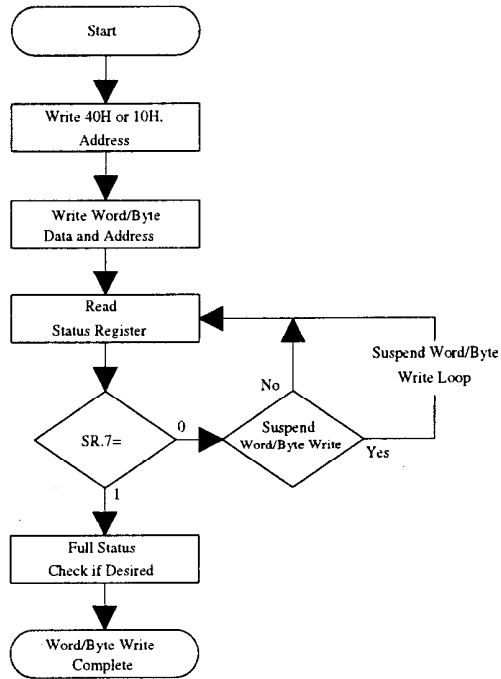 Start
Write 40H or 10H.
Address
Write Word/Byte
Data and Address
Read
Status Register
Suspend Word/Byte
Write Loop
No
SR.7=
0
Suspend
Word/Byte Write
Yes
1
Full Status
Check if Desired
Word/Byte Write
Complete